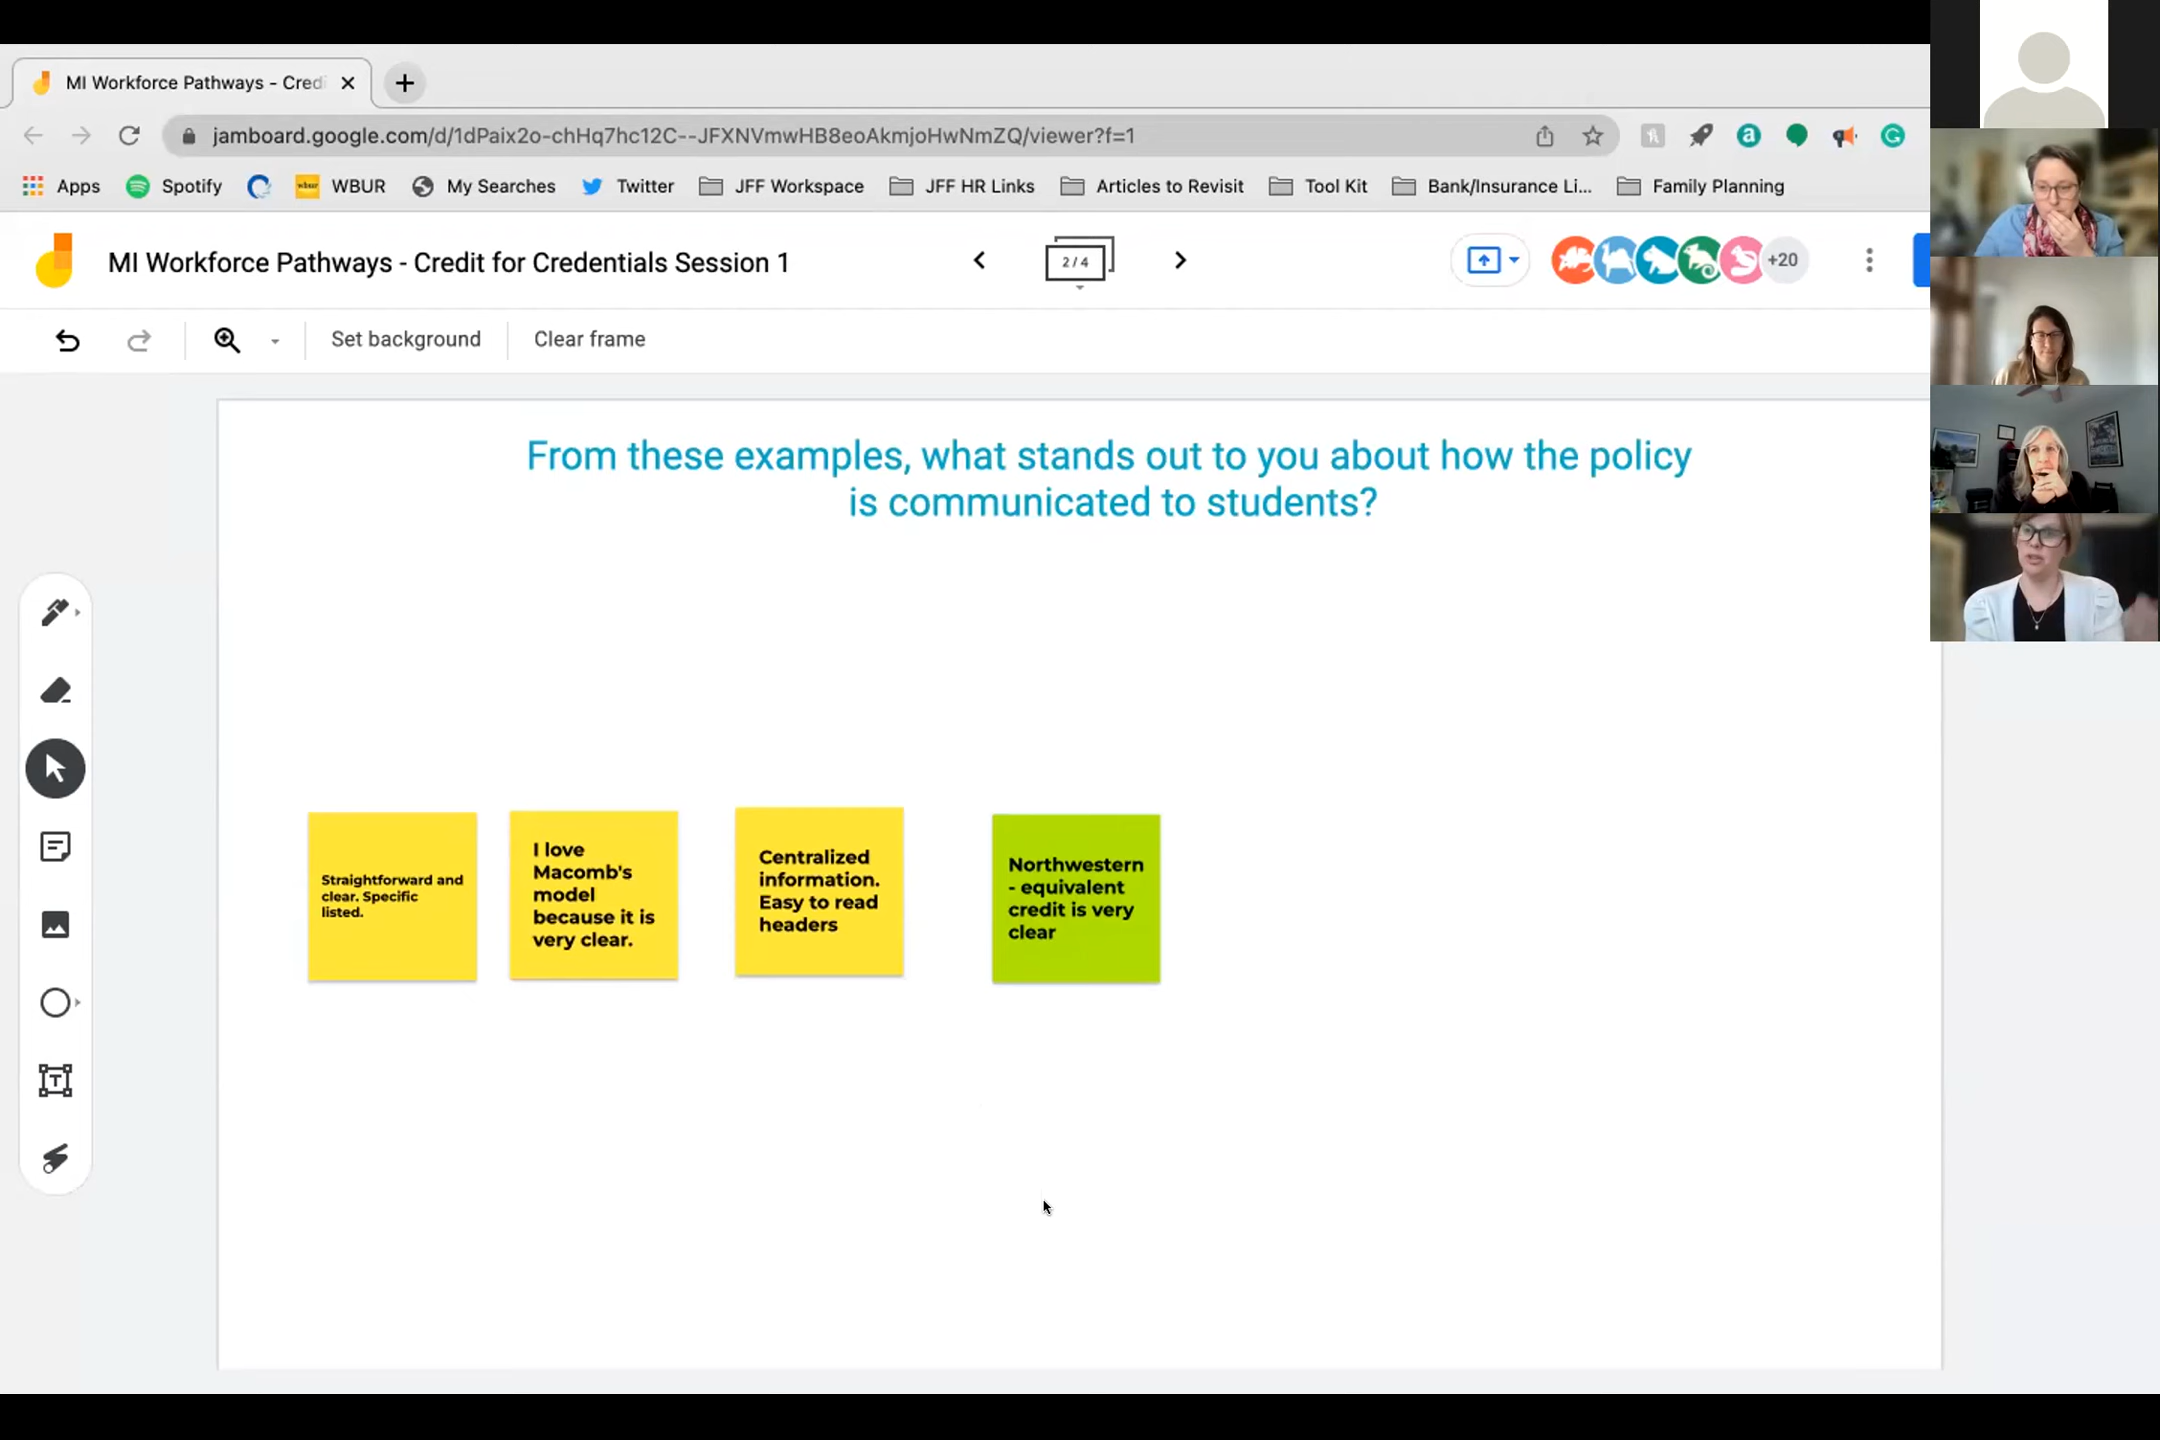 MI Workforce Pathways - Cred
jamboard.google.com/d/1dPaix2o-chHq7hc12C--JFXNVmwHB8eoAkmjoHwNmZQ/viewer?f=1
Apps Spotify WBUR My Searches Twitter JFF Workspace JFF HR Links Articles to Revisit Tool Kit Bank/Insurance Li... Family Planning
MI Workforce Pathways - Credit for Credentials Session 1
2 / 4
+20
Set background Clear frame
From these examples, what stands out to you about how the policy
is communicated to students?
Straightforward and
clear. Specific
listed.
I love
Macomb's
model
because it is
very clear.
Centralized
information.
Easy to read
headers
Northwestern
- equivalent
credit is very
clear